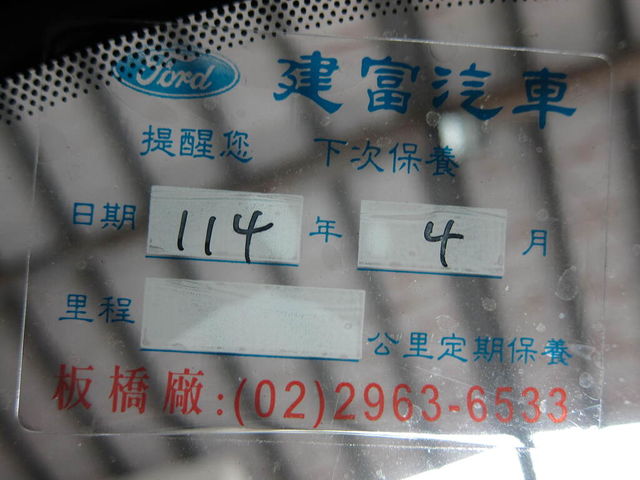 Ford 建富汽車
提醒您 下次保養
日期 114 年 4 月
里程 公里定期保養
板橋廠:(02)2963-6533